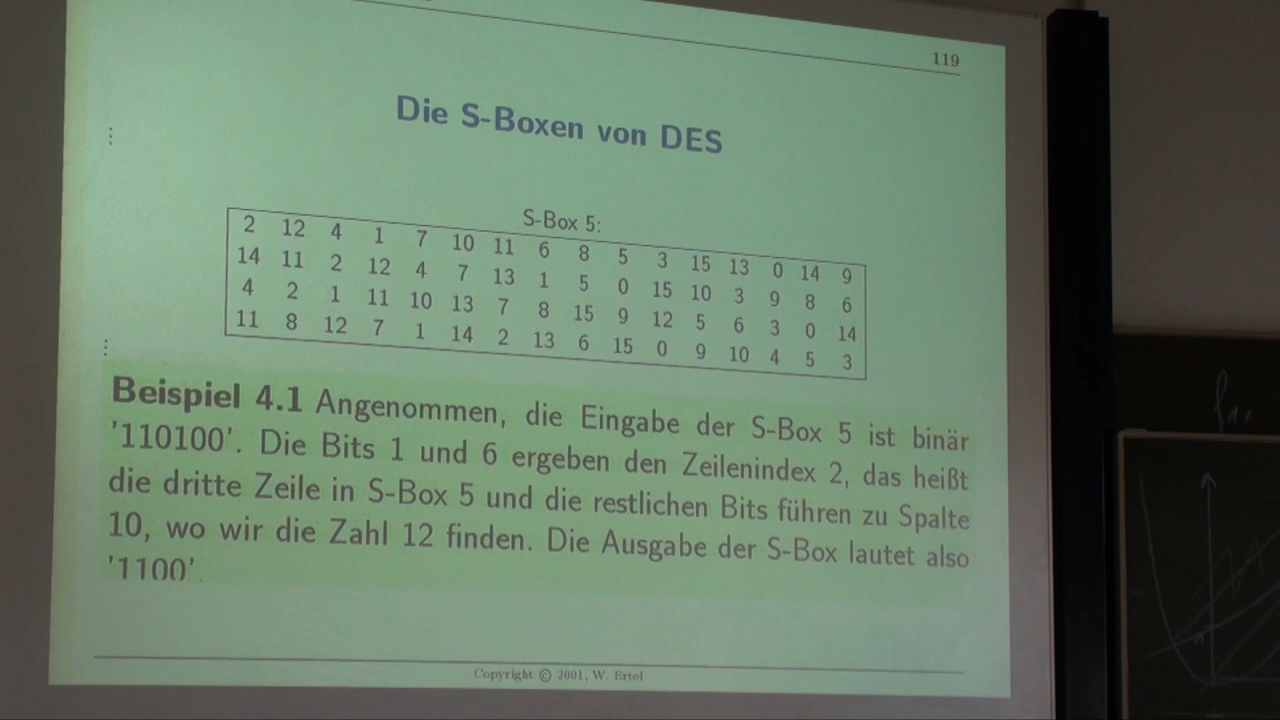 119
Die S-Boxen von DES
⋮
S-Box 5:
2 12 4 1 7 10 11 6 8 5 3 15 13 0 14 9
14 11 2 12 4 7 13 1 5 0 15 10 3 9 8 6
4 2 1 11 10 13 7 8 15 9 12 5 6 3 0 14
11 8 12 7 1 14 2 13 6 15 0 9 10 4 5 3
⋮
Beispiel 4.1 Angenommen, die Eingabe der S-Box 5 ist binär
'110100'. Die Bits 1 und 6 ergeben den Zeilenindex 2, das heißt
die dritte Zeile in S-Box 5 und die restlichen Bits führen zu Spalte
10, wo wir die Zahl 12 finden. Die Ausgabe der S-Box lautet also
'1100'.
Copyright © 2001, W. Ertel